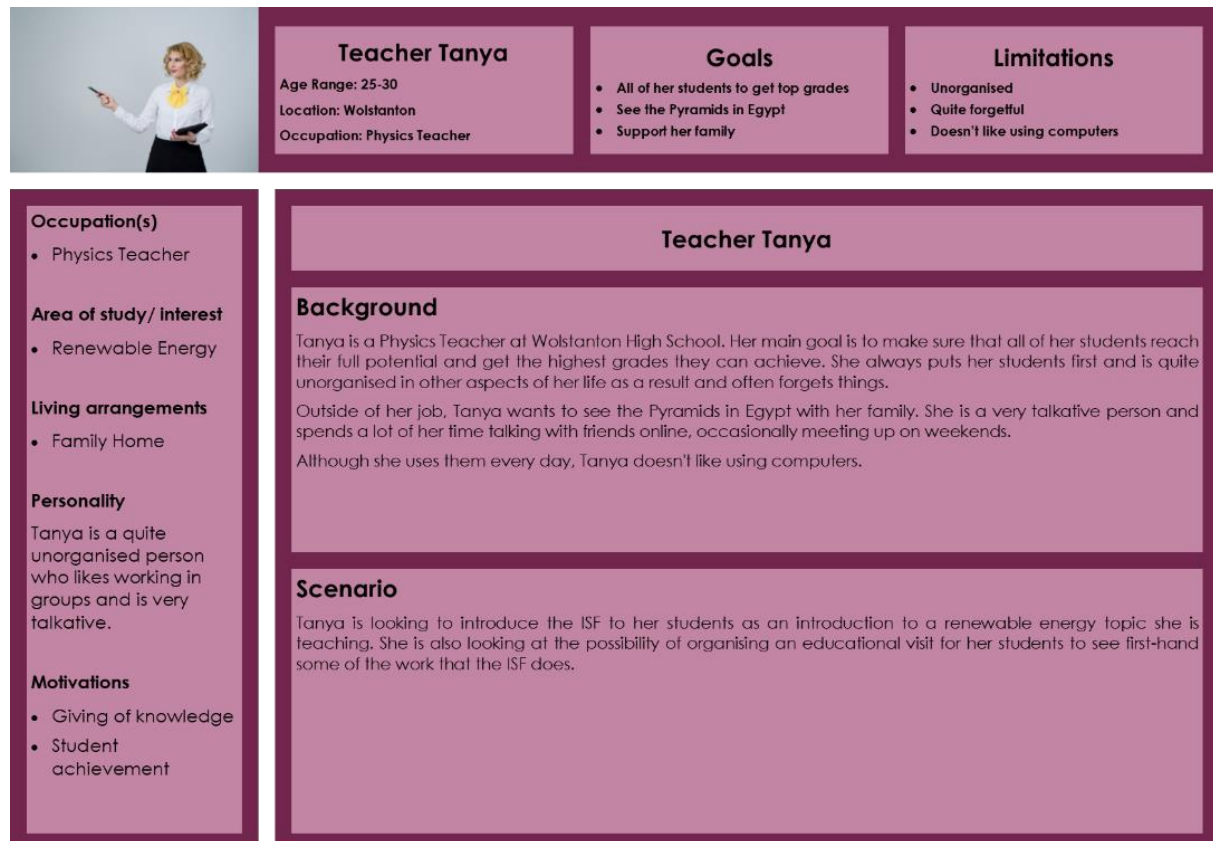 Teacher Tanya
Age Range: 25-30
Location: Wolstanton
Occupation: Physics Teacher
Goals
• All of her students to get top grades
• See the Pyramids in Egypt
• Support her family
Limitations
• Unorganised
• Quite forgetful
• Doesn't like using computers
Occupation(s)
• Physics Teacher
Area of study/ interest
• Renewable Energy
Living arrangements
• Family Home
Personality
Tanya is a quite
unorganised person
who likes working in
groups and is very
talkative.
Motivations
• Giving of knowledge
• Student
achievement
Teacher Tanya
Background
Tanya is a Physics Teacher at Wolstanton High School. Her main goal is to make sure that all of her students reach
their full potential and get the highest grades they can achieve. She always puts her students first and is quite
unorganised in other aspects of her life as a result and often forgets things.
Outside of her job, Tanya wants to see the Pyramids in Egypt with her family. She is a very talkative person and
spends a lot of her time talking with friends online, occasionally meeting up on weekends.
Although she uses them every day, Tanya doesn't like using computers.
Scenario
Tanya is looking to introduce the ISF to her students as an introduction to a renewable energy topic she is
teaching. She is also looking at the possibility of organising an educational visit for her students to see first-hand
some of the work that the ISF does.